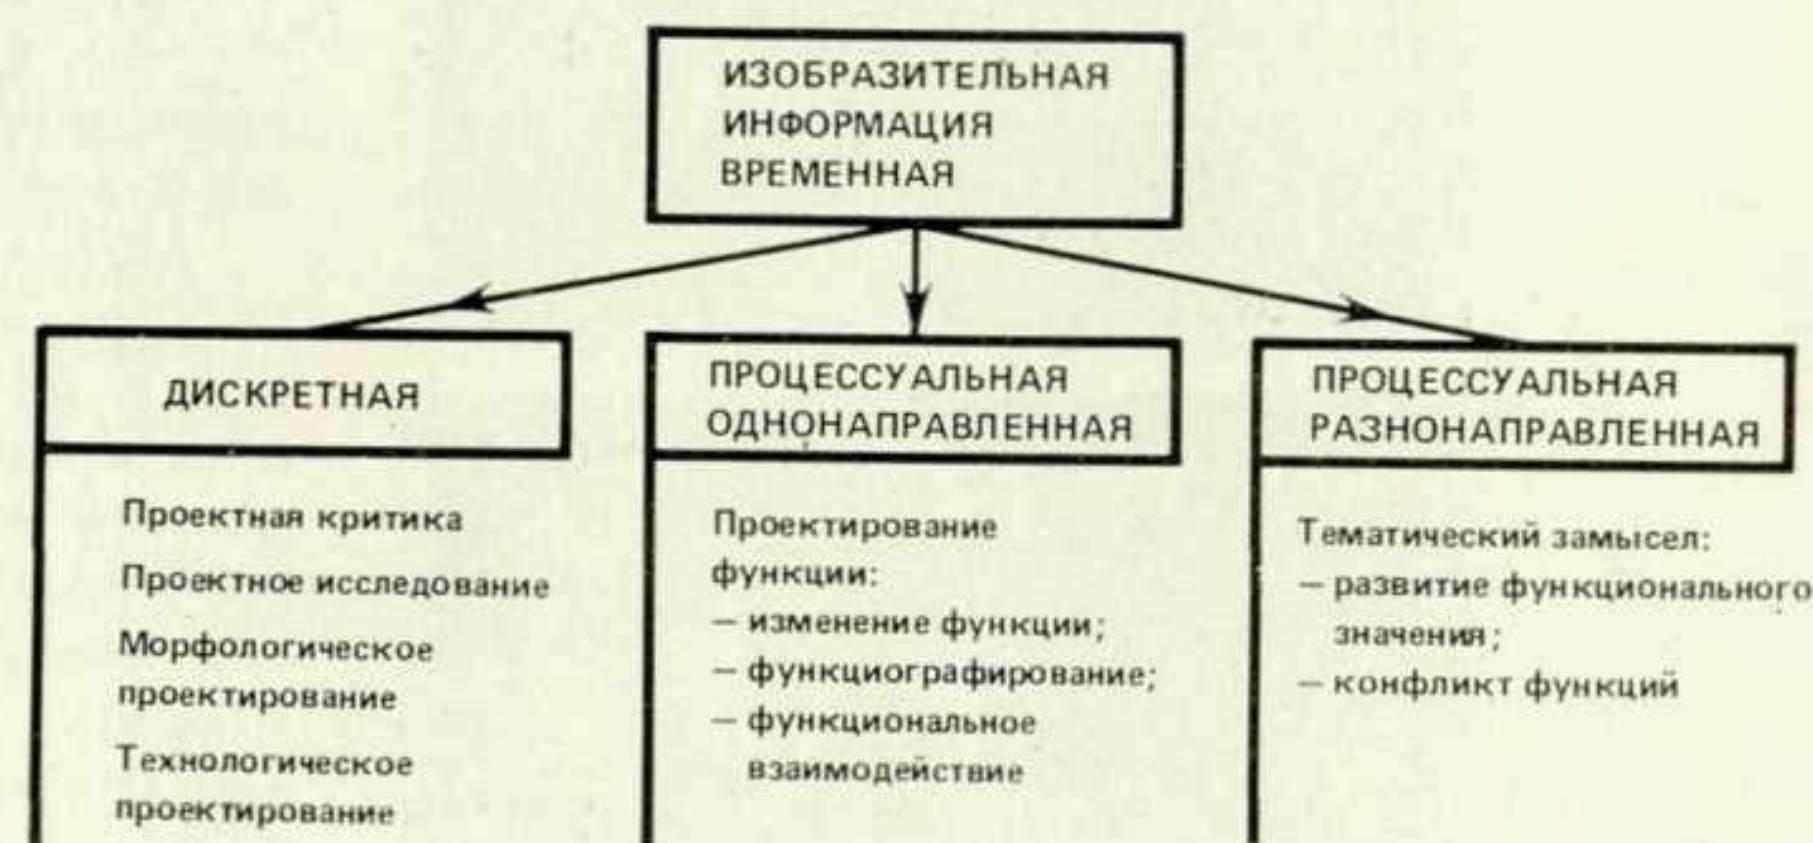 ИЗОБРАЗИТЕЛЬНАЯ
ИНФОРМАЦИЯ
ВРЕМЕННАЯ
ДИСКРЕТНАЯ
Проектная критика
Проектное исследование
Морфологическое
проектирование
Технологическое
проектирование
ПРОЦЕССУАЛЬНАЯ
ОДНОНАПРАВЛЕННАЯ
Проектирование
функции:
— изменение функции;
— функциографирование;
— функциональное
взаимодействие
ПРОЦЕССУАЛЬНАЯ
РАЗНОНАПРАВЛЕННАЯ
Тематический замысел:
— развитие функционального
значения;
— конфликт функций